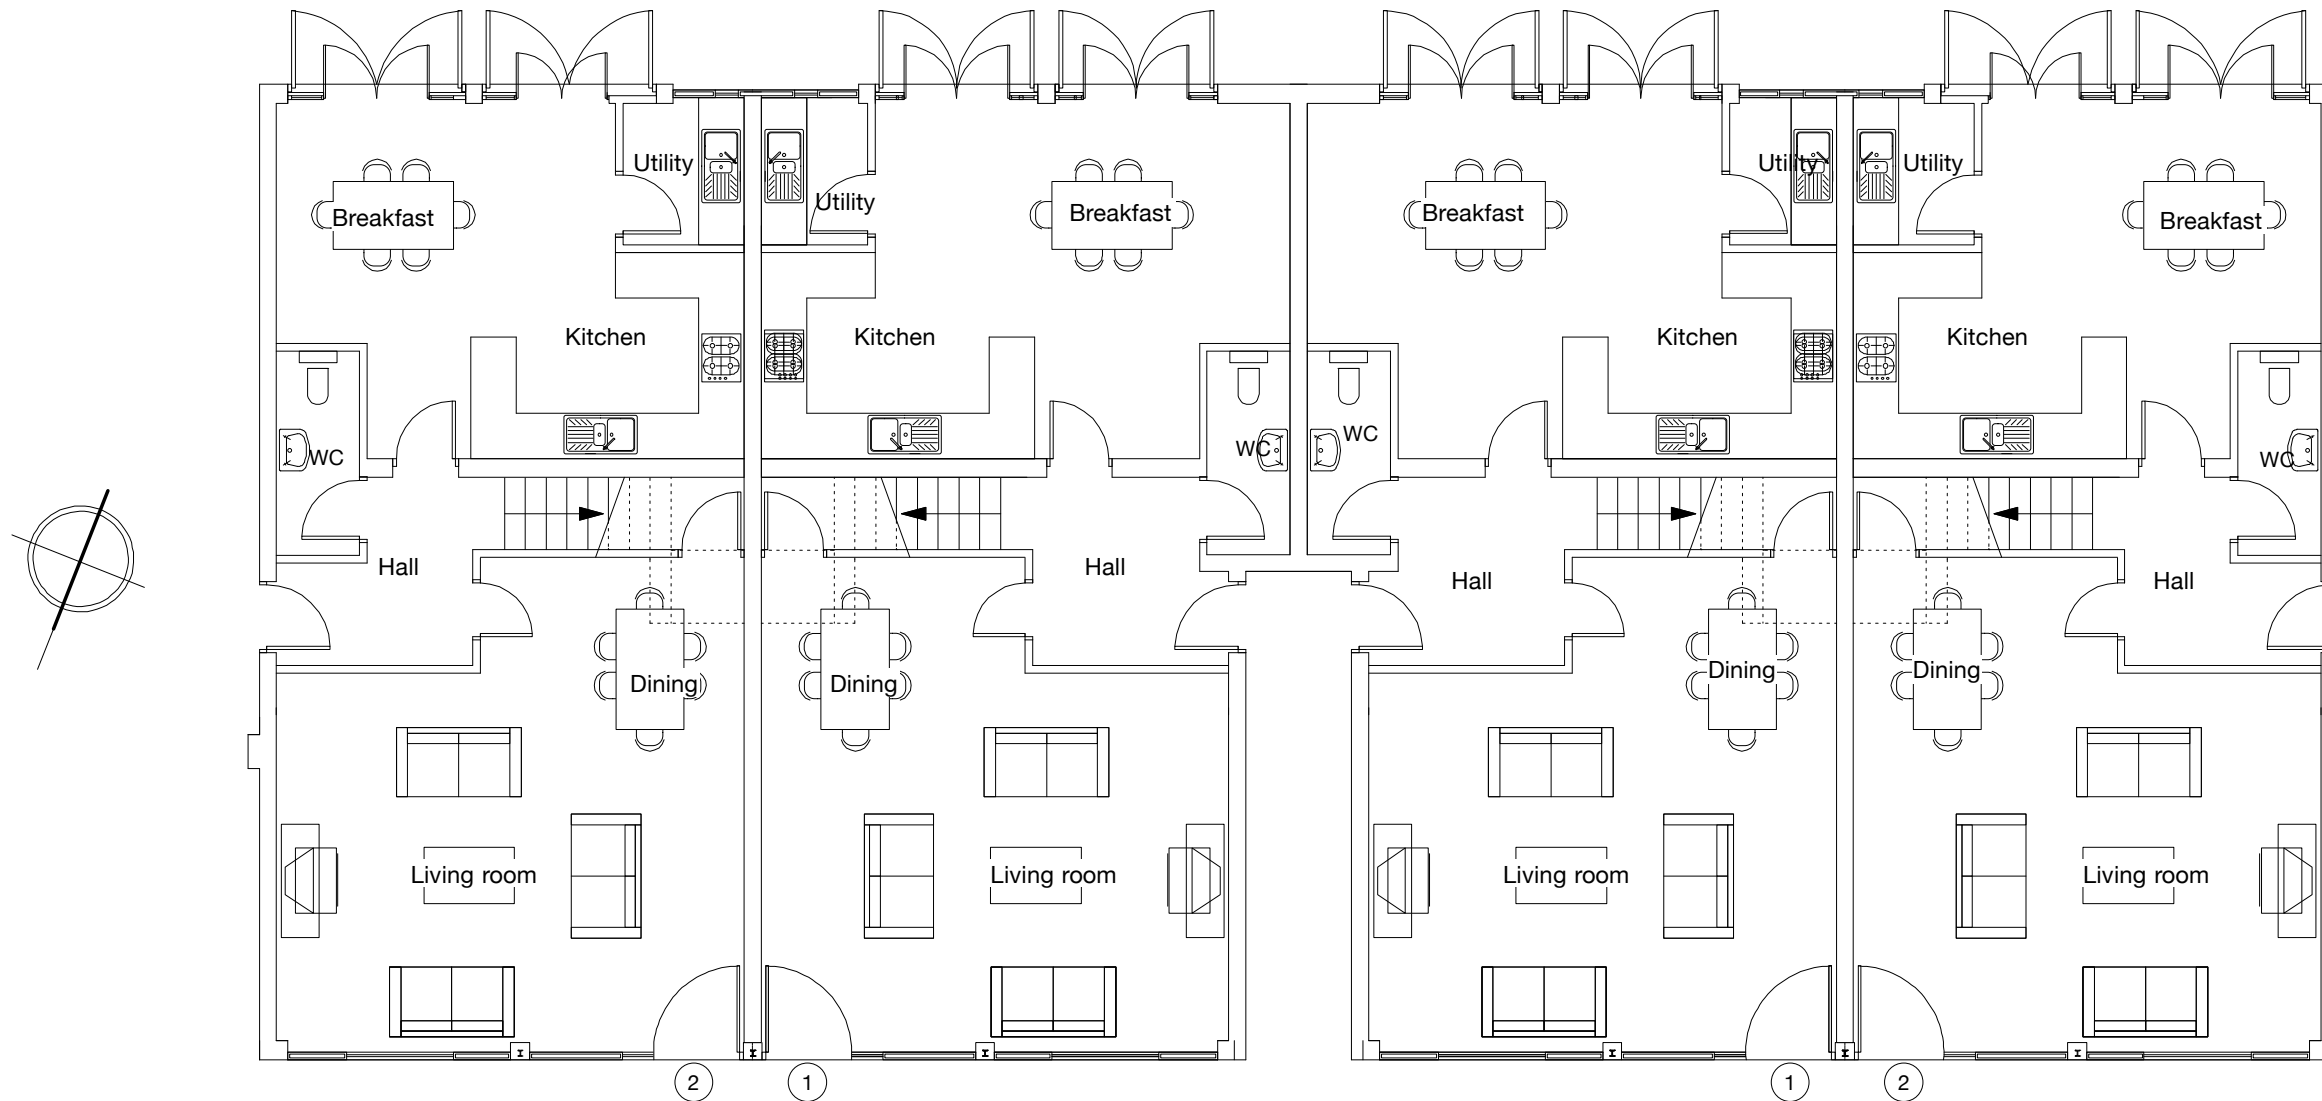 Utility
Utility
Utility
Utility
Breakfast
Breakfast
Breakfast
Breakfast
Kitchen
Kitchen
Kitchen
Kitchen
WC
WC
WC
WC
Hall
Hall
Hall
Hall
Dining
Dining
Dining
Dining
Living room
Living room
Living room
Living room
2
1
1
2